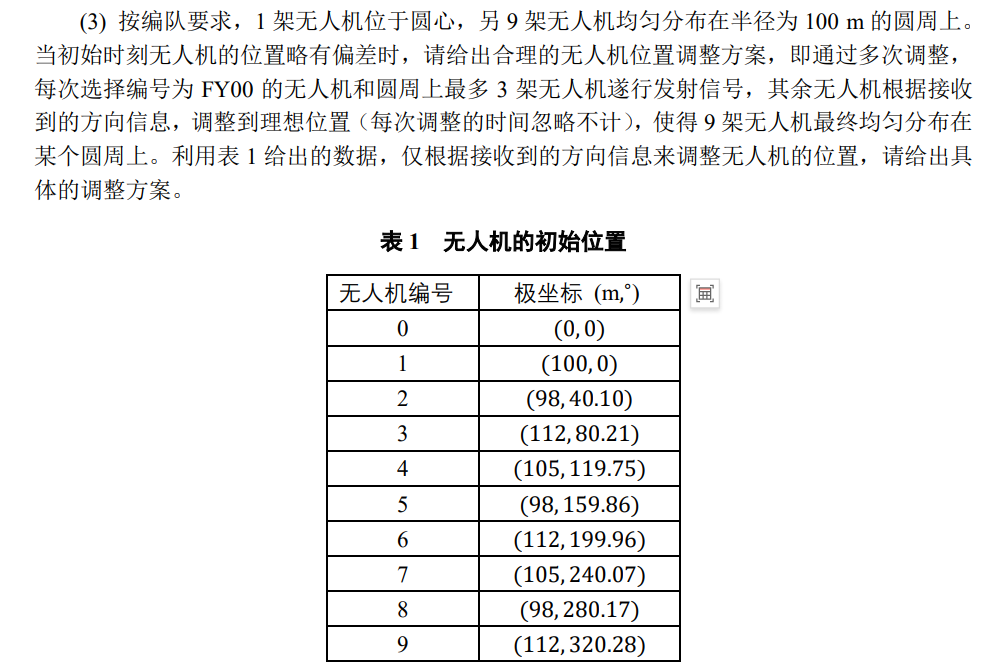 (3) 按编队要求，1 架无人机位于圆心，另 9 架无人机均匀分布在半径为 100 m 的圆周上。
当初始时刻无人机的位置略有偏差时，请给出合理的无人机位置调整方案，即通过多次调整，
每次选择编号为 FY00 的无人机和圆周上最多 3 架无人机遂行发射信号，其余无人机根据接收
到的方向信息，调整到理想位置（每次调整的时间忽略不计），使得 9 架无人机最终均匀分布在
某个圆周上。利用表 1 给出的数据，仅根据接收到的方向信息来调整无人机的位置，请给出具
体的调整方案。
表 1 无人机的初始位置
无人机编号 极坐标 (m,°)
0 (0, 0)
1 (100, 0)
2 (98, 40.10)
3 (112, 80.21)
4 (105, 119.75)
5 (98, 159.86)
6 (112, 199.96)
7 (105, 240.07)
8 (98, 280.17)
9 (112, 320.28)